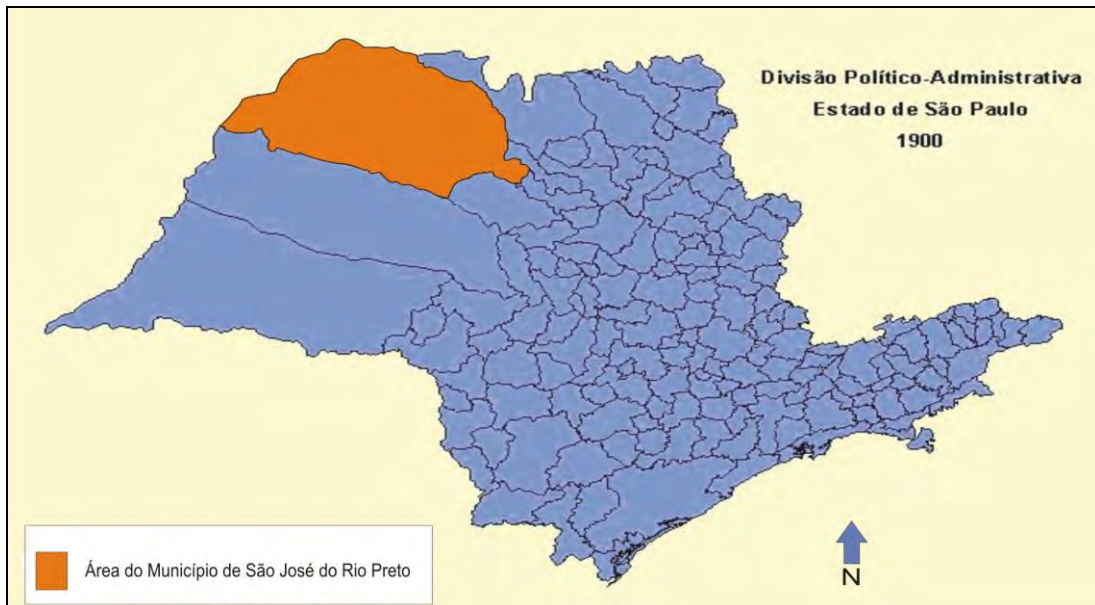 Divisão Político-Administrativa
Estado de São Paulo
1900
Área do Município de São José do Rio Preto
N